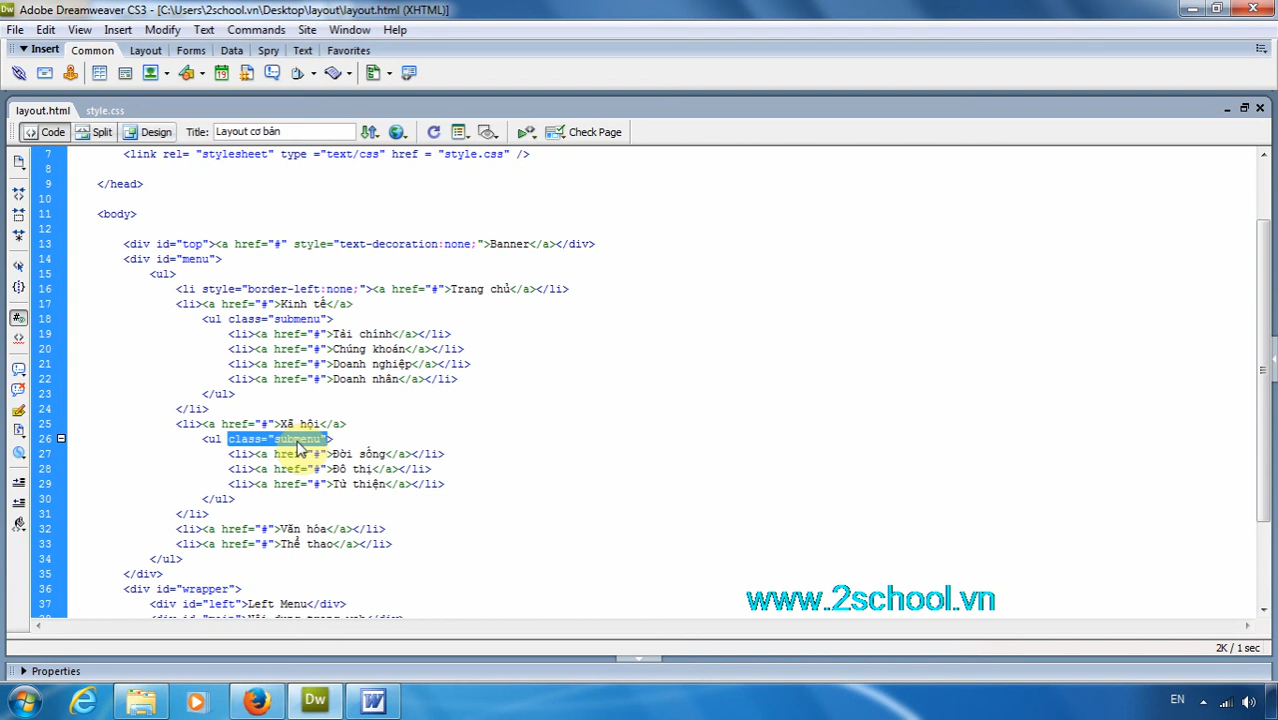 Adobe Dreamweaver CS3 - [C:\Users\2school.vn\Desktop\layout\layout.html (XHTML)]
File Edit View Insert Modify Text Commands Site Window Help
Insert Common Layout Forms Data Spry Text Favorites
layout.html style.css
Code Split Design Title: Layout cơ bản Check Page
7 <link rel= "stylesheet" type ="text/css" href = "style.css" />
8
9 </head>
10
11 <body>
12
13 <div id="top"><a href="#" style="text-decoration:none;">Banner</a></div>
14 <div id="menu">
15 <ul>
16 <li style="border-left:none;"><a href="#">Trang chủ</a></li>
17 <li><a href="#">Kinh tế</a>
18 <ul class="submenu">
19 <li><a href="#">Tài chính</a></li>
20 <li><a href="#">Chúng khoán</a></li>
21 <li><a href="#">Doanh nghiệp</a></li>
22 <li><a href="#">Doanh nhân</a></li>
23 </ul>
24 </li>
25 <li><a href="#">Xã hội</a>
26 <ul class="submenu">
27 <li><a href="#">Đời sống</a></li>
28 <li><a href="#">Đô thị</a></li>
29 <li><a href="#">Từ thiện</a></li>
30 </ul>
31 </li>
32 <li><a href="#">Văn hóa</a></li>
33 <li><a href="#">Thể thao</a></li>
34 </ul>
35 </div>
36 <div id="wrapper">
37 <div id="left">Left Menu</div>
www.2school.vn
2K / 1 sec
Properties
Dw W EN